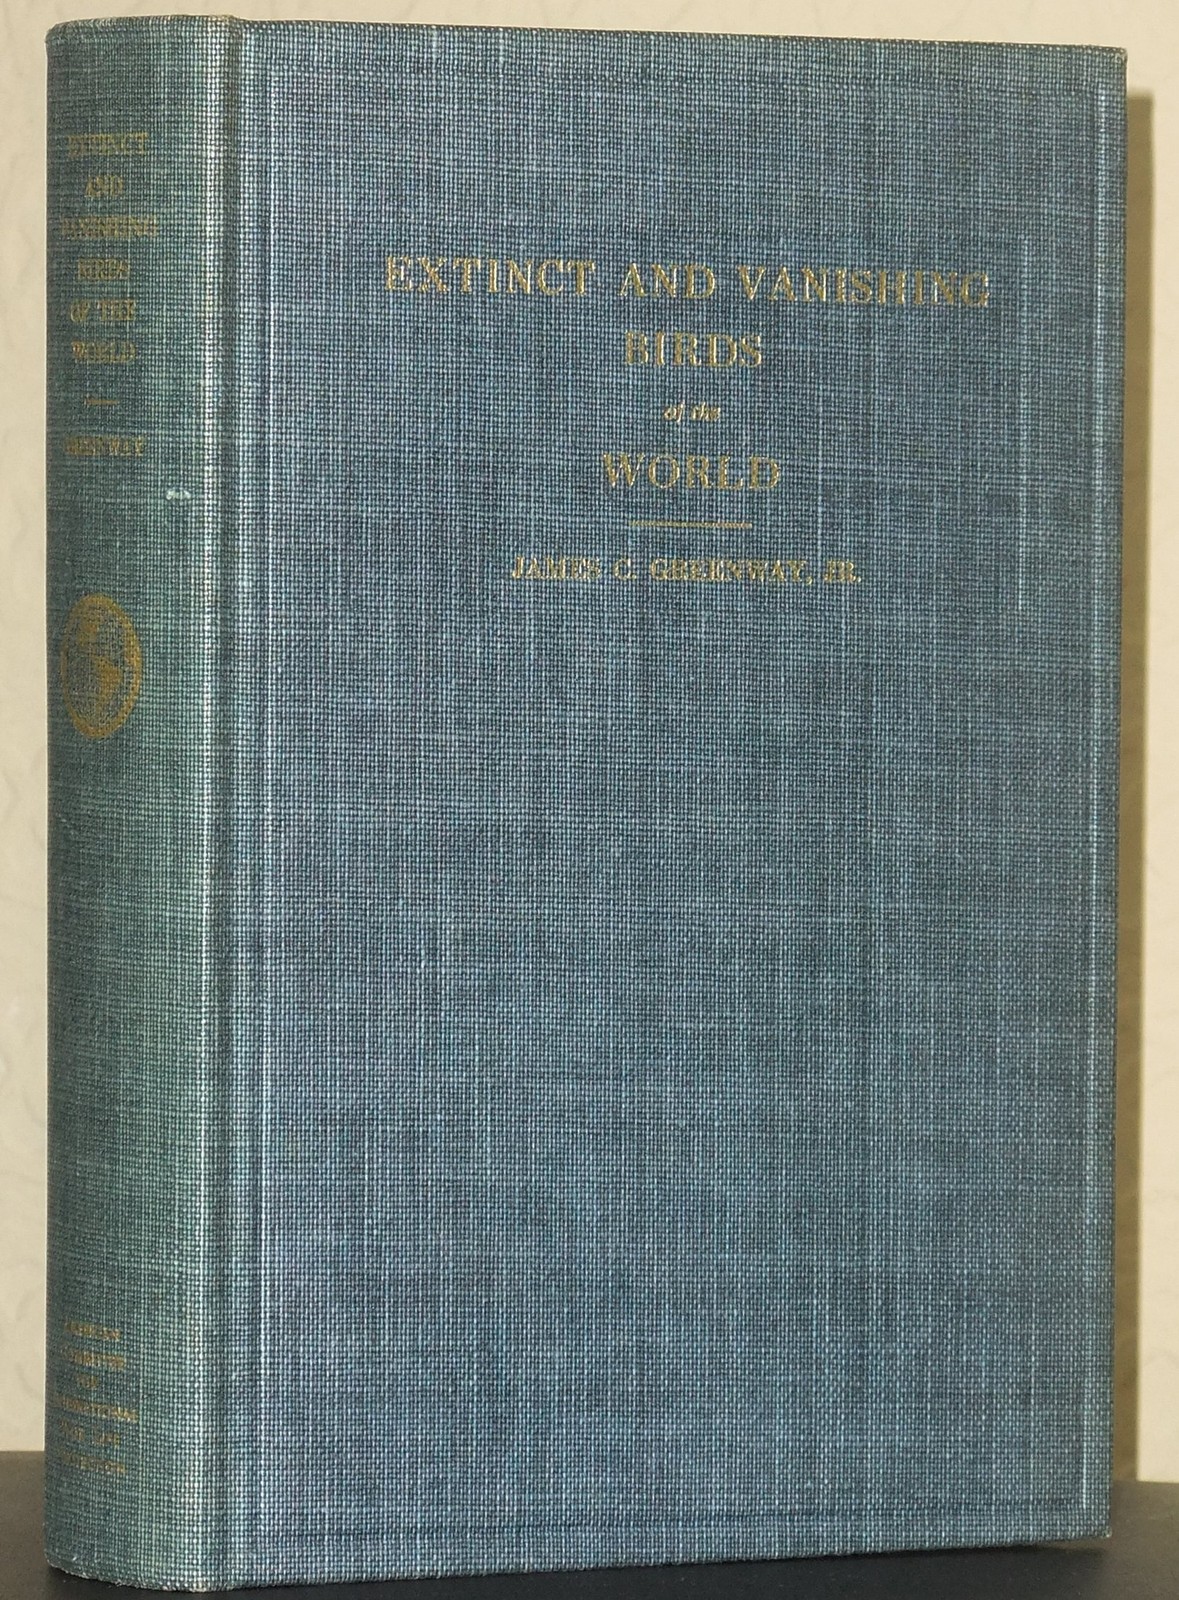 EXTINCT
AND
VANISHING
BIRDS
OF THE
WORLD
GREENWAY
EXTINCT AND VANISHING
BIRDS
of the
WORLD
JAMES C. GREENWAY, JR.